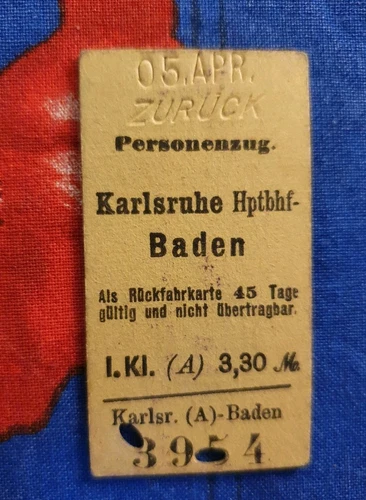 05.APR.
ZURÜCK
Personenzug.
Karlsruhe Hptbhf-
Baden
Als Rückfahrkarte 45 Tage
gültig und nicht übertragbar.
I.Kl. (A) 3,30 M.
Karlsr. (A)-Baden
3954